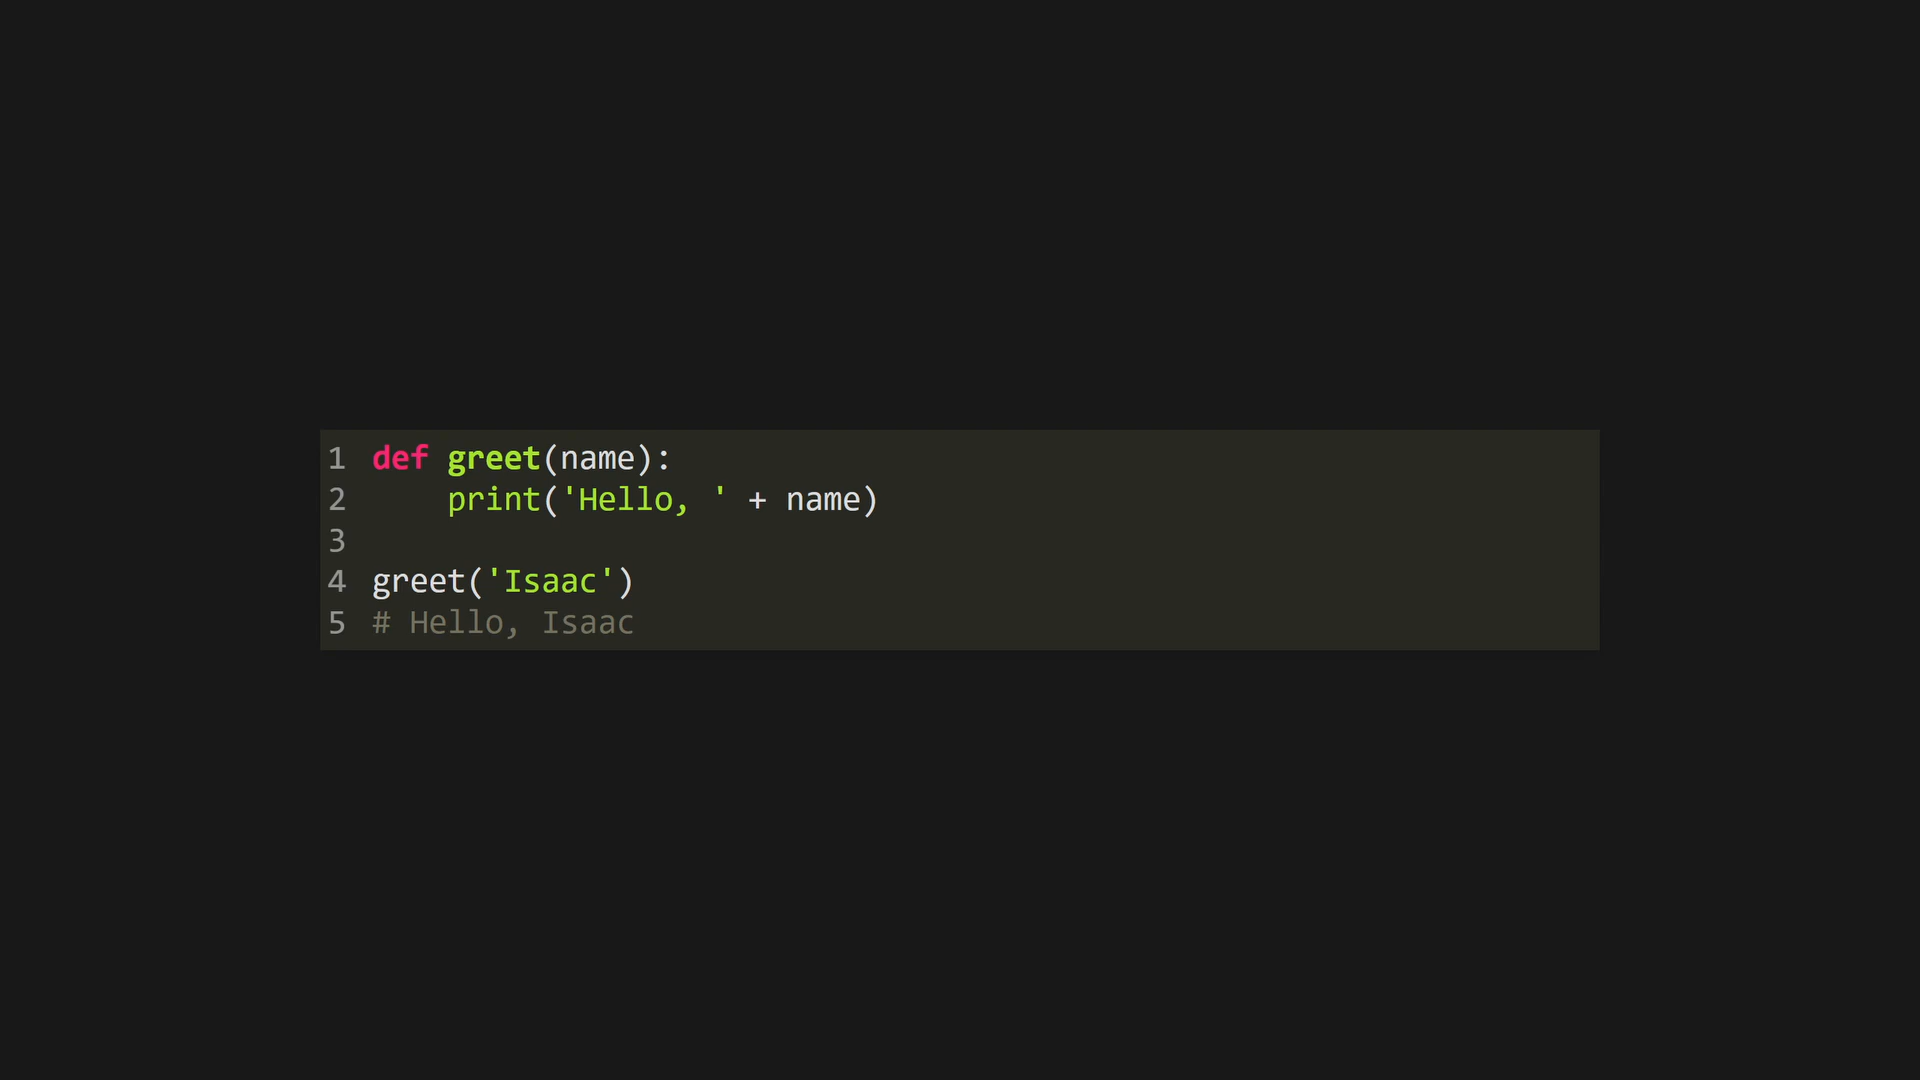 1 def greet(name):
2     print('Hello, ' + name)
3
4 greet('Isaac')
5 # Hello, Isaac